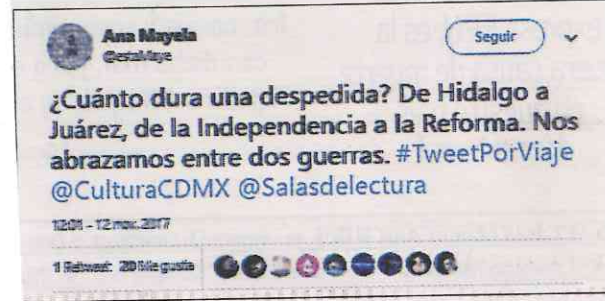 Ana Mayela
@estaMaye
Seguir
¿Cuánto dura una despedida? De Hidalgo a
Juárez, de la Independencia a la Reforma. Nos
abrazamos entre dos guerras. #TweetPorViaje
@CulturaCDMX @Salasdelectura
12:01 - 12 nov. 2017
1 Retweet 20 Me gusta